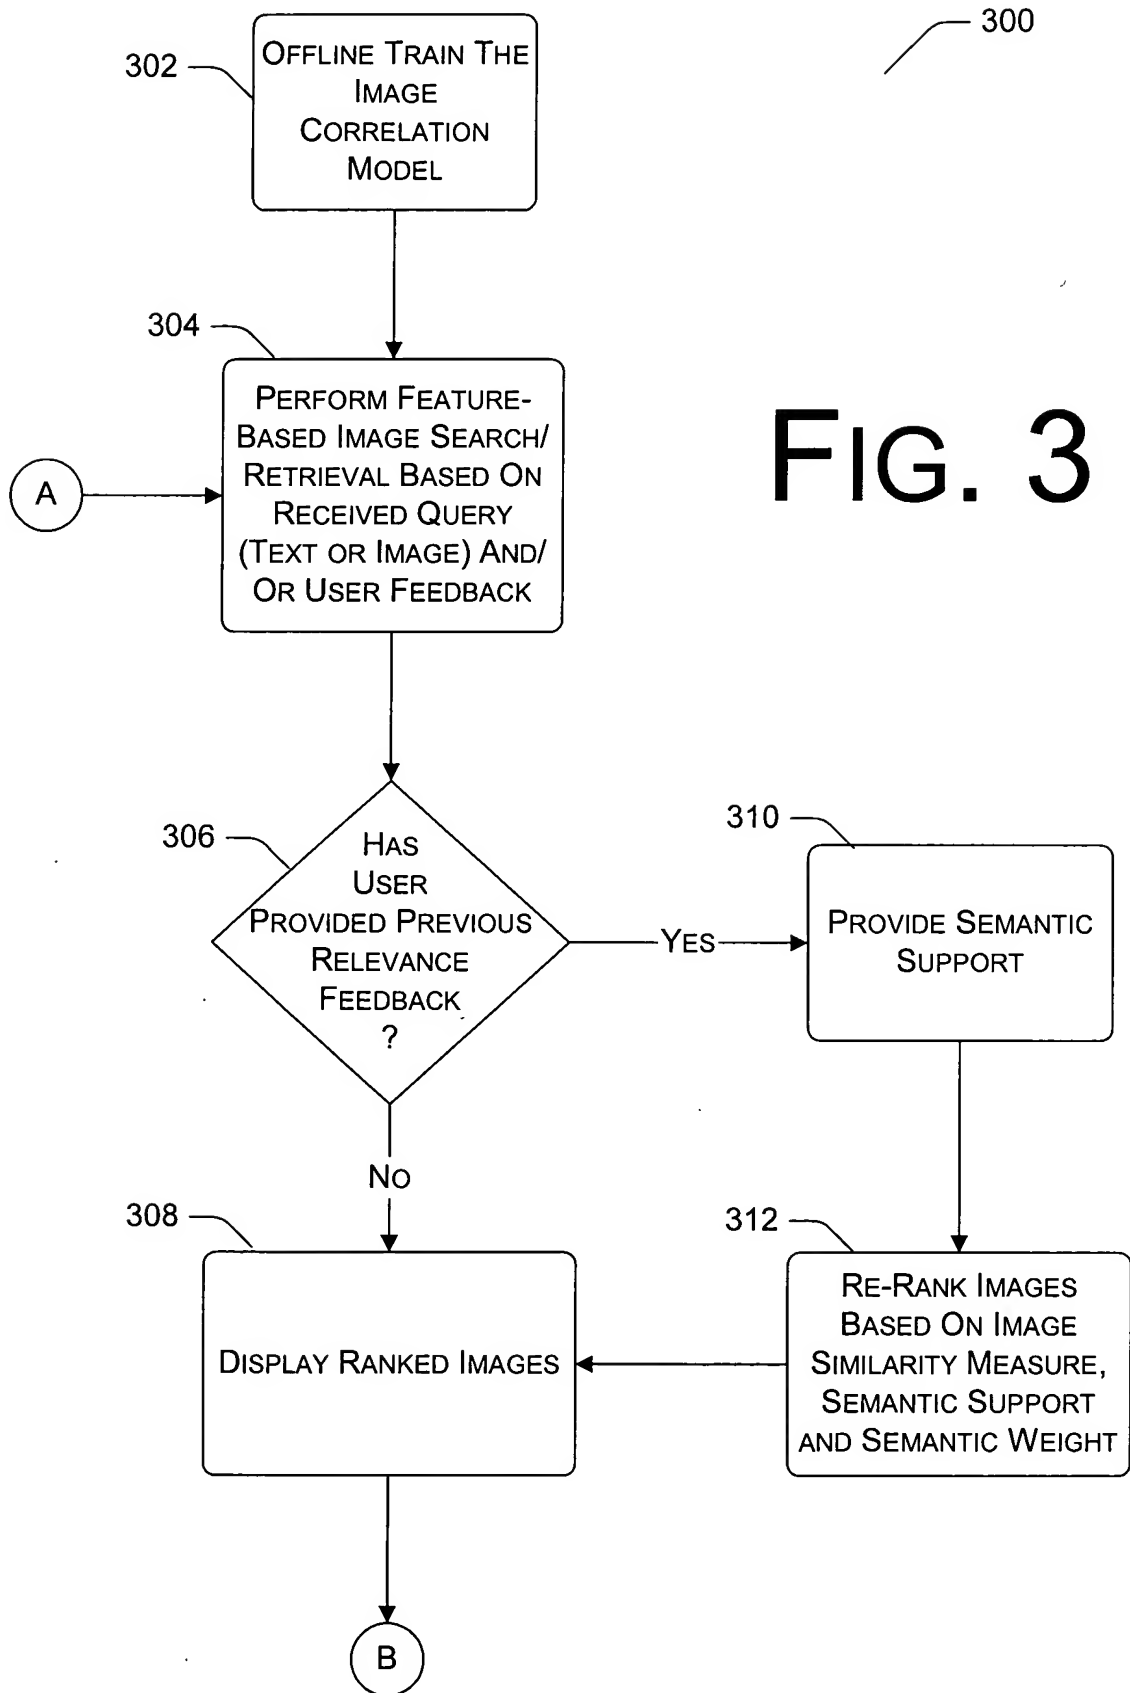 300
302
OFFLINE TRAIN THE
IMAGE
CORRELATION
MODEL
304
PERFORM FEATURE-
BASED IMAGE SEARCH/
RETRIEVAL BASED ON
RECEIVED QUERY
(TEXT OR IMAGE) AND/
OR USER FEEDBACK
A
FIG. 3
306
HAS
USER
PROVIDED PREVIOUS
RELEVANCE
FEEDBACK
?
YES
310
PROVIDE SEMANTIC
SUPPORT
NO
308
DISPLAY RANKED IMAGES
312
RE-RANK IMAGES
BASED ON IMAGE
SIMILARITY MEASURE,
SEMANTIC SUPPORT
AND SEMANTIC WEIGHT
B